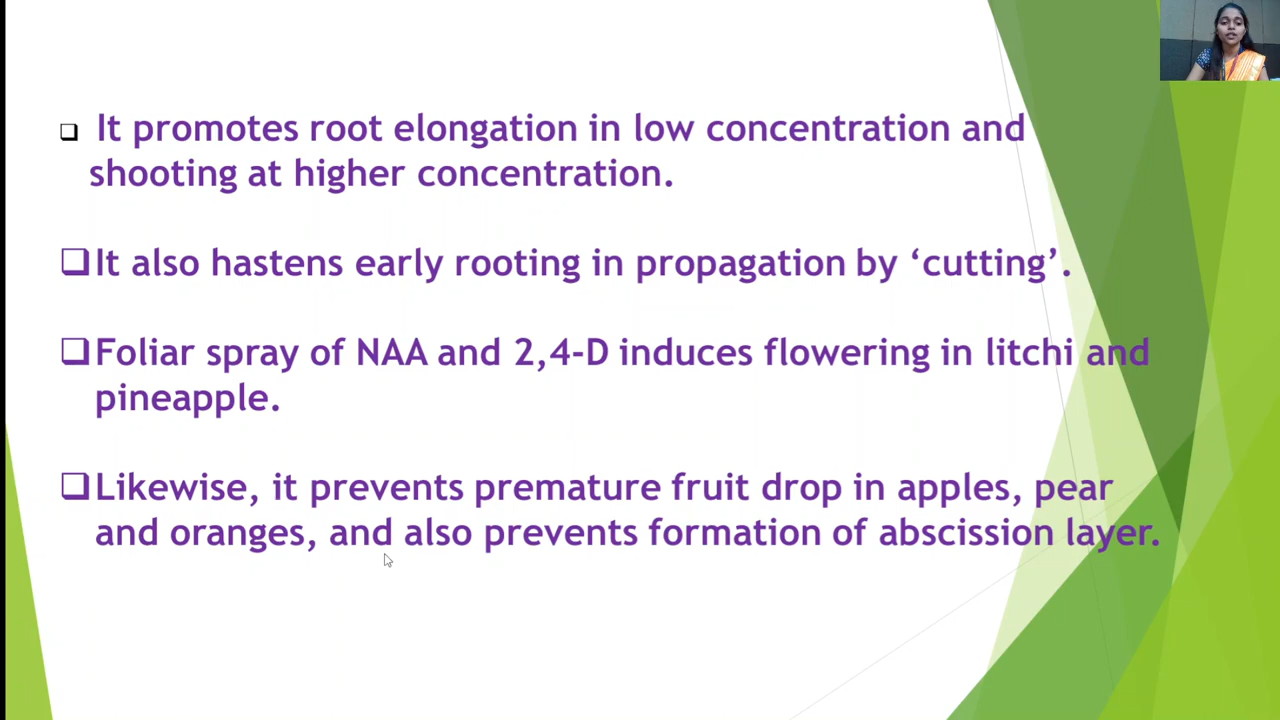 It promotes root elongation in low concentration and
shooting at higher concentration.
It also hastens early rooting in propagation by ‘cutting’.
Foliar spray of NAA and 2,4-D induces flowering in litchi and
pineapple.
Likewise, it prevents premature fruit drop in apples, pear
and oranges, and also prevents formation of abscission layer.